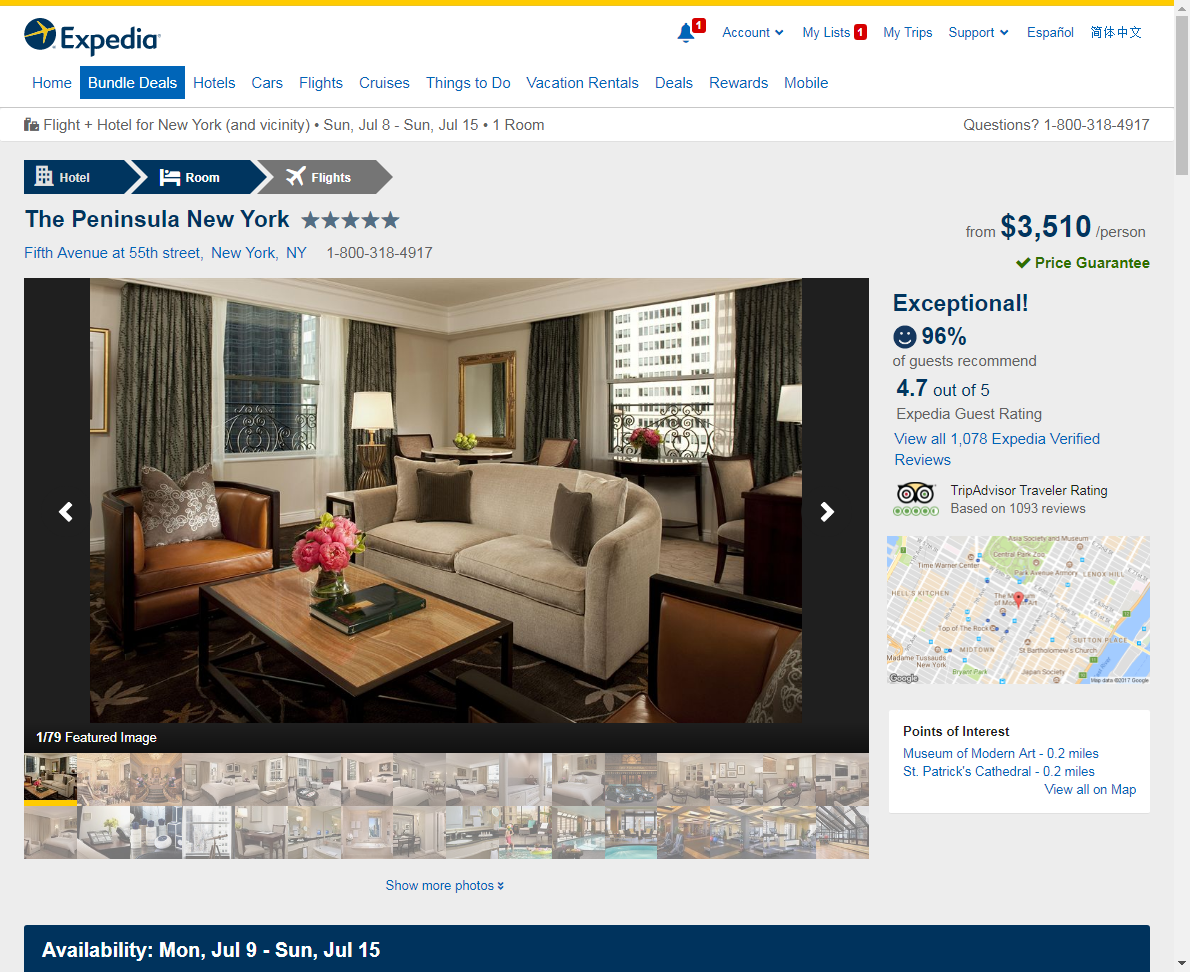 Expedia
1
Account
My Lists 1
My Trips
Support
Español
简体中文
Home
Bundle Deals
Hotels
Cars
Flights
Cruises
Things to Do
Vacation Rentals
Deals
Rewards
Mobile
Flight + Hotel for New York (and vicinity) • Sun, Jul 8 - Sun, Jul 15 • 1 Room
Questions? 1-800-318-4917
Hotel
Room
Flights
The Peninsula New York
from $3,510 /person
Fifth Avenue at 55th street, New York, NY 1-800-318-4917
Price Guarantee
Exceptional!
96%
of guests recommend
4.7 out of 5
Expedia Guest Rating
View all 1,078 Expedia Verified
Reviews
TripAdvisor Traveler Rating
Based on 1093 reviews
Asia Society and Museum
Central Park Zoo
Time Warner Center
Park Avenue Armory
LENOX HILL
HELL'S KITCHEN
The Museum
of Modern Art
Top of The Rock
SUTTON PLACE
MIDTOWN
St Bartholomew's Church
Madame Tussauds
New York
Bryant Park
Japan Society
Google
Map data ©2017 Google
1/79 Featured Image
Points of Interest
Museum of Modern Art - 0.2 miles
St. Patrick's Cathedral - 0.2 miles
View all on Map
Show more photos
Availability: Mon, Jul 9 - Sun, Jul 15